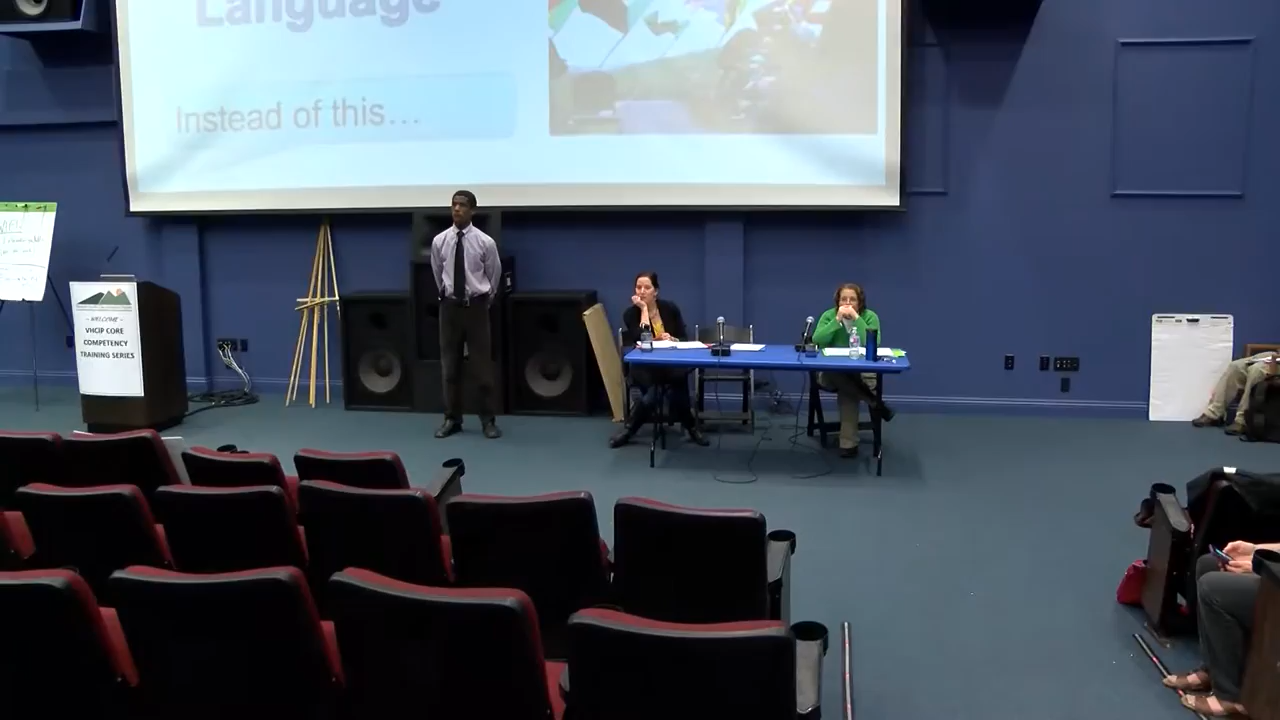 Language
Instead of this...
~ WELCOME ~
VHCIP CORE
COMPETENCY
TRAINING SERIES